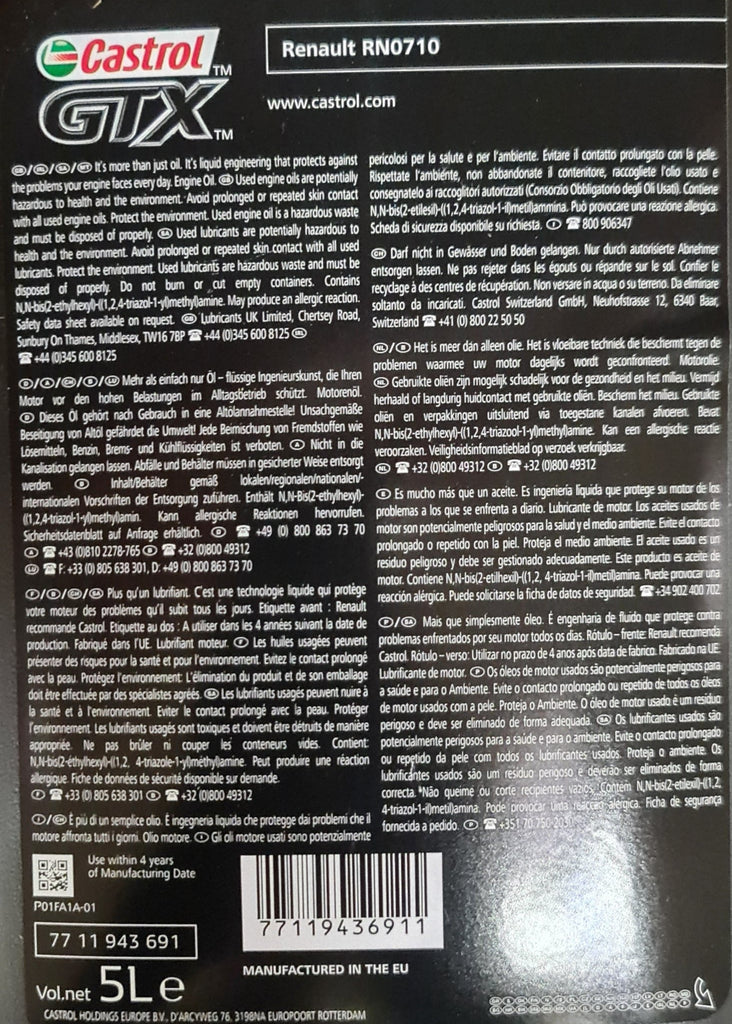 Castrol™
GTX™
Renault RN0710
www.castrol.com
It's more than just oil. It's liquid engineering that protects against
the problems your engine faces every day. Engine Oil. GB Used engine oils are potentially
hazardous to health and the environment. Avoid prolonged or repeated skin contact
with all used engine oils. Protect the environment. Used engine oil is a hazardous waste
and must be disposed of properly. Used lubricants are potentially hazardous to
health and the environment. Avoid prolonged or repeated skin contact with all used
lubricants. Protect the environment. Used lubricants are hazardous waste and must be
disposed of properly. Do not burn or cut empty containers. Contains
N,N-bis(2-ethylhexyl)-((1,2,4-triazol-1-yl)methyl)amine. May produce an allergic reaction.
Safety data sheet available on request. GB Lubricants UK Limited, Chertsey Road,
Sunbury On Thames, Middlesex, TW16 7BP ☎ +44 (0)345 600 8125 IRL
☎ +44 (0)345 600 8125
D/A/CH/B/L Mehr als einfach nur Öl – flüssige Ingenieurskunst, die Ihren
Motor vor den hohen Belastungen im Alltagsbetrieb schützt. Motorenöl.
D Dieses Öl gehört nach Gebrauch in eine Altölannahmestelle! Unsachgemäße
Beseitigung von Altöl gefährdet die Umwelt! Jede Beimischung von Fremdstoffen wie
Lösemitteln, Benzin, Brems- und Kühlflüssigkeiten ist verboten. A Nicht in die
Kanalisation gelangen lassen. Abfälle und Behälter müssen in gesicherter Weise entsorgt
werden. B Inhalt/Behälter gemäß lokalen/regionalen/nationalen/
internationalen Vorschriften der Entsorgung zuführen. Enthält N,N-Bis(2-ethylhexyl)-
((1,2,4-triazol-1-yl)methyl)amin. Kann allergische Reaktionen hervorrufen.
Sicherheitsdatenblatt auf Anfrage erhältlich. D ☎ +49 (0) 800 863 73 70
A ☎ +43 (0)810 2278-765 B ☎ +32 (0)800 49312
L ☎ F: +33 (0) 805 638 301, D: +49 (0) 800 863 73 70
F/B/CH/SA Plus qu'un lubrifiant. C'est une technologie liquide qui protège
votre moteur des problèmes qu'il subit tous les jours. Etiquette avant : Renault
recommande Castrol. Etiquette au dos : A utiliser dans les 4 années suivant la date de
production. Fabriqué dans l'UE. Lubrifiant moteur. F Les huiles usagées peuvent
présenter des risques pour la santé et pour l'environnement. Evitez le contact prolongé
avec la peau. Protégez l'environnement: L'élimination du produit et de son emballage
doit être effectuée par des spécialistes agréés. SA Les lubrifiants usagés peuvent nuire à
la santé et à l'environnement. Eviter le contact prolongé avec la peau. Protéger
l'environnement. Les lubrifiants usagés sont toxiques et doivent être détruits de manière
appropriée. Ne pas brûler ni couper les conteneurs vides. Contient:
N,N-bis(2-éthylhexyl)-((1,2, 4-triazole-1-yl)méthyl)amine. Peut produire une réaction
allergique. Fiche de données de sécurité disponible sur demande.
F ☎ +33 (0) 805 638 301 B ☎ +32 (0)800 49312
I/CH È più di un semplice olio. È ingegneria liquida che protegge dai problemi che il
motore affronta tutti i giorni. Olio motore. I Gli oli motore usati sono potenzialmente
pericolosi per la salute e per l'ambiente. Evitare il contatto prolungato con la pelle.
Rispettate l'ambiente, non abbandonate il contenitore, raccogliete l'olio usato e
consegnatelo ai raccoglitori autorizzati (Consorzio Obbligatorio degli Oli Usati). Contiene
N,N-bis(2-etilesil)-((1,2,4-triazol-1-il)metil)ammina. Può provocare una reazione allergica.
Scheda di sicurezza disponibile su richiesta. I ☎ 800 906347
CH Darf nicht in Gewässer und Boden gelangen. Nur durch autorisierte Abnehmer
entsorgen lassen. Ne pas rejeter dans les égouts ou répandre sur le sol. Confier le
recyclage à des centres de récupération. Non versare in acqua o su terreno. Da eliminare
soltanto da incaricati. Castrol Switzerland GmbH, Neuhofstrasse 12, 6340 Baar,
Switzerland ☎ +41 (0) 800 22 50 50
NL/B Het is meer dan alleen olie. Het is vloeibare techniek die beschermt tegen de
problemen waarmee uw motor dagelijks wordt geconfronteerd. Motorolie.
NL Gebruikte oliën zijn mogelijk schadelijk voor de gezondheid en het milieu. Vermijd
herhaald of langdurig huidcontact met gebruikte oliën. Bescherm het milieu. Gebruikte
oliën en verpakkingen uitsluitend via toegestane kanalen afvoeren. Bevat
N,N-bis(2-ethylhexyl)-((1,2,4-triazool-1-yl)methyl)amine. Kan een allergische reactie
veroorzaken. Veiligheidsinformatieblad op verzoek verkrijgbaar.
NL ☎ +32 (0)800 49312 B ☎ +32 (0)800 49312
E Es mucho más que un aceite. Es ingeniería líquida que protege su motor de los
problemas a los que se enfrenta a diario. Lubricante de motor. Los aceites usados de
motor son potencialmente peligrosos para la salud y el medio ambiente. Evite el contacto
prolongado o repetido con la piel. Proteja el medio ambiente. El aceite usado es un
residuo peligroso y debe ser gestionado adecuadamente. Este producto es aceite de
motor. Contiene N,N-bis(2-etilhexil)-((1,2, 4-triazol-1-il)metil)amina. Puede provocar una
reacción alérgica. Puede solicitarse la ficha de datos de seguridad. ☎ +34 902 400 702
P/SA Mais que simplesmente óleo. É engenharia de fluido que protege contra
problemas enfrentados por seu motor todos os dias. Rótulo – frente: Renault recomenda
Castrol. Rótulo – verso: Utilizar no prazo de 4 anos após data de fabrico. Fabricado na UE.
Lubrificante de motor. P Os óleos de motor usados são potencialmente perigosos para
a saúde e para o Ambiente. Evite o contacto prolongado ou repetido de todos os óleos
de motor usados com a pele. Proteja o Ambiente. O óleo de motor usado é um resíduo
perigoso e deve ser eliminado de forma adequada. SA Os lubrificantes usados são
potencialmente perigosos para a saúde e para o ambiente. Evite o contacto prolongado
ou repetido da pele com todos os lubrificantes usados. Proteja o ambiente. Os
lubrificantes usados são um resíduo perigoso e deverão ser eliminados de forma
correcta. Não queime ou corte recipientes vazios. Contém N,N-bis(2-etilexil)-((1,2,
4-triazol-1-il)metil)amina. Pode provocar uma reacção alérgica. Ficha de segurança
fornecida a pedido. P ☎ +351 70 750
Use within 4 years
of Manufacturing Date
P01FA1A-01
77 11 943 691
77119436911
Vol.net 5L e
MANUFACTURED IN THE EU
CASTROL HOLDINGS EUROPE B.V., D'ARCYWEG 76, 3198NA EUROPOORT ROTTERDAM